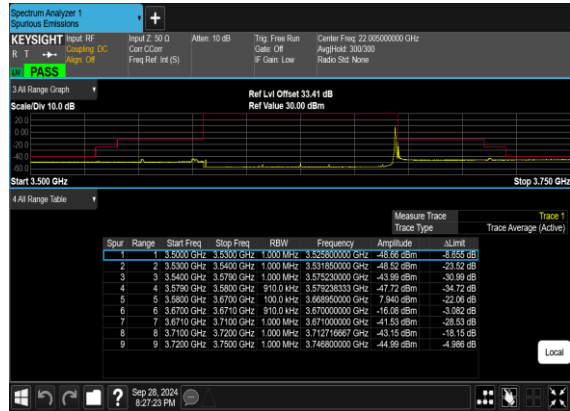 Spectrum Analyzer 1
Spurious Emissions
+
KEYSIGHT Input: RF Input Z: 50 Ω Atten: 10 dB Trig: Free Run Center Freq: 22.005000000 GHz
R T Coupling: DC Corr CCorr Gate: Off Avg|Hold: 300/300
Align: Off Freq Ref: Int (S) IF Gain: Low Radio Std: None
PASS
3 All Range Graph
Ref Lvl Offset 33.41 dB
Scale/Div 10.0 dB Ref Value 30.00 dBm
20.0
0.00
-20.0
-40.0
Start 3.500 GHz Stop 3.750 GHz
4 All Range Table
Measure Trace Trace 1
Trace Type Trace Average (Active)
Spur Range Start Freq Stop Freq RBW Frequency Amplitude ΔLimit
1 1 3.5000 GHz 3.5300 GHz 1.000 MHz 3.525800000 GHz -48.66 dBm -8.655 dB
2 2 3.5300 GHz 3.5400 GHz 1.000 MHz 3.531850000 GHz -48.52 dBm -23.52 dB
3 3 3.5400 GHz 3.5790 GHz 1.000 MHz 3.575230000 GHz -43.99 dBm -30.99 dB
4 4 3.5790 GHz 3.5800 GHz 910.0 kHz 3.579238333 GHz -47.72 dBm -34.72 dB
5 5 3.5800 GHz 3.6700 GHz 100.0 kHz 3.668950000 GHz 7.940 dBm -22.06 dB
6 6 3.6700 GHz 3.6710 GHz 910.0 kHz 3.670000000 GHz -16.08 dBm -3.082 dB
7 7 3.6710 GHz 3.7100 GHz 1.000 MHz 3.671000000 GHz -41.53 dBm -28.53 dB
8 8 3.7100 GHz 3.7200 GHz 1.000 MHz 3.712716667 GHz -43.15 dBm -18.15 dB
9 9 3.7200 GHz 3.7500 GHz 1.000 MHz 3.746800000 GHz -44.99 dBm -4.986 dB
Local
? Sep 28, 2024
8:27:23 PM